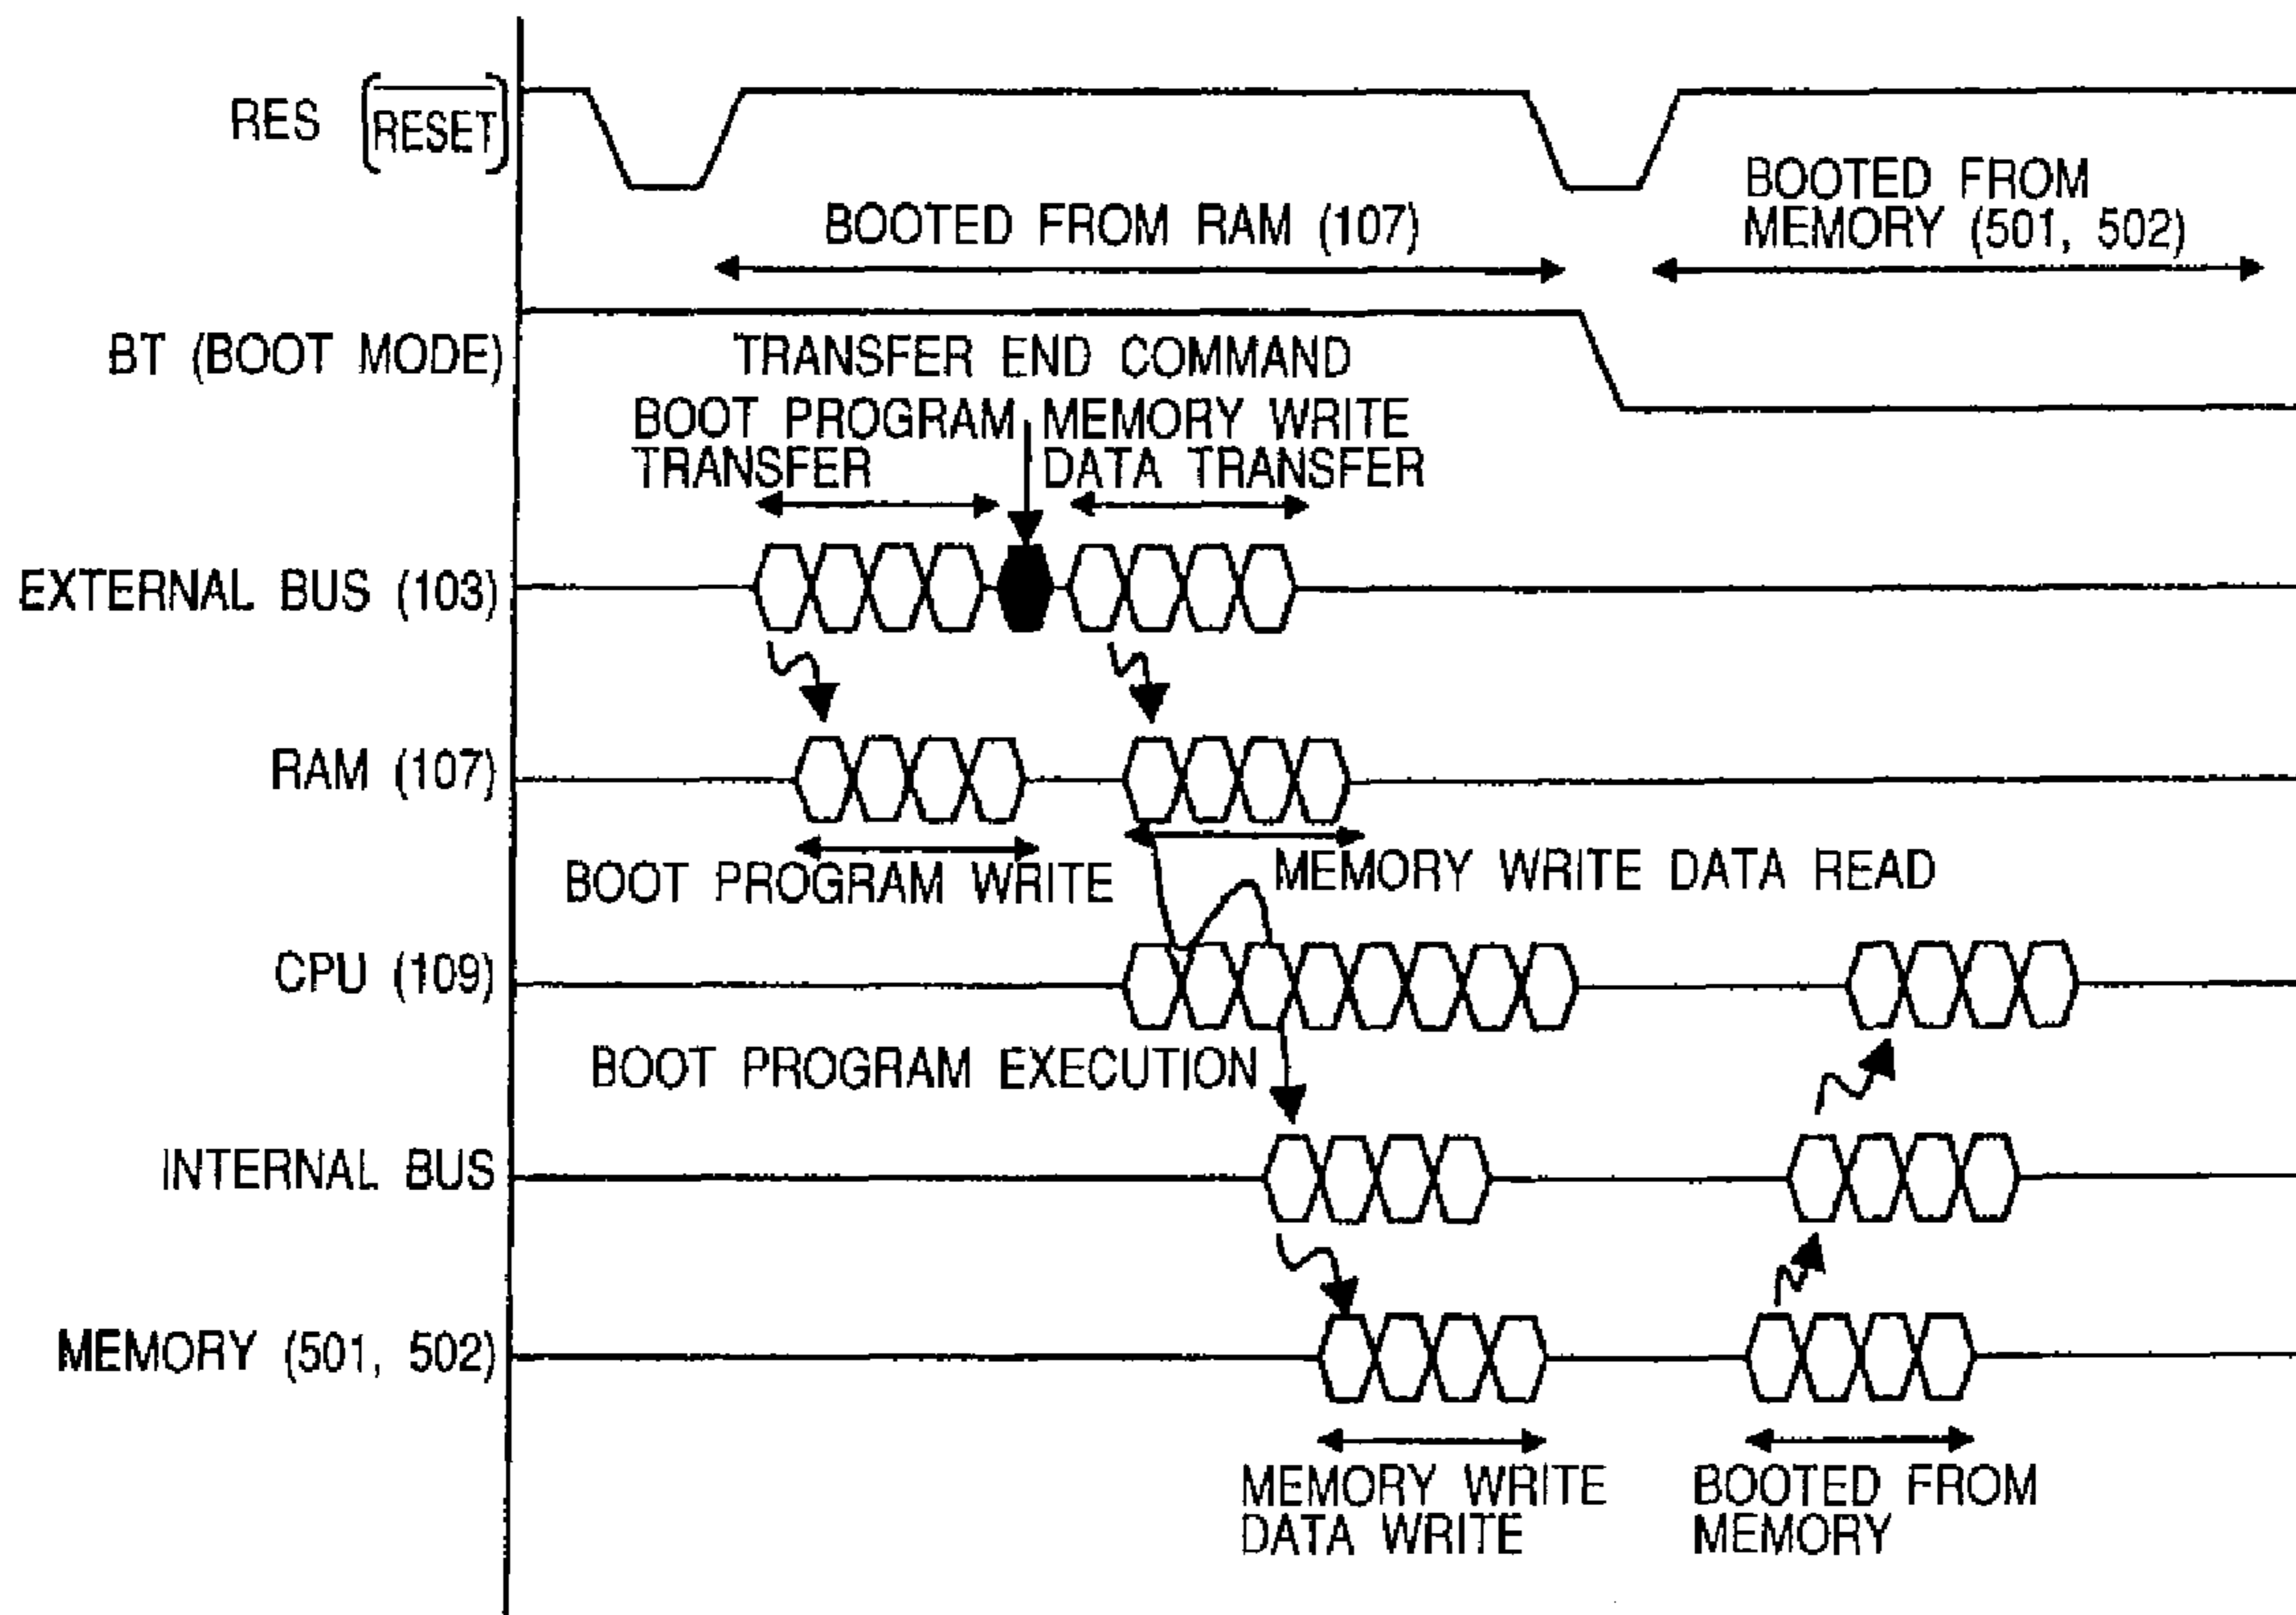 RES (RESET)
BOOTED FROM
MEMORY (501, 502)
BOOTED FROM RAM (107)
BT (BOOT MODE)
TRANSFER END COMMAND
BOOT PROGRAM
TRANSFER
MEMORY WRITE
DATA TRANSFER
EXTERNAL BUS (103)
RAM (107)
BOOT PROGRAM WRITE
MEMORY WRITE DATA READ
CPU (109)
BOOT PROGRAM EXECUTION
INTERNAL BUS
MEMORY (501, 502)
MEMORY WRITE
DATA WRITE
BOOTED FROM
MEMORY